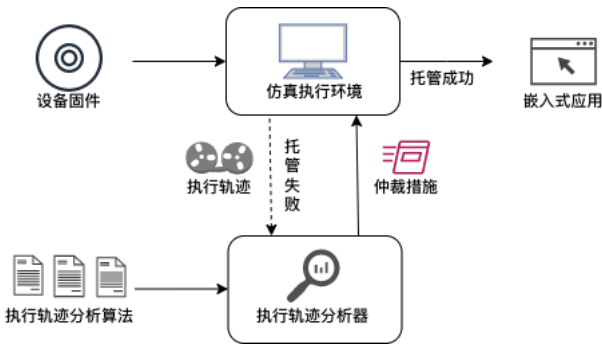 设备固件
仿真执行环境
托管成功
嵌入式应用
执行轨迹
托管失败
仲裁措施
执行轨迹分析算法
执行轨迹分析器